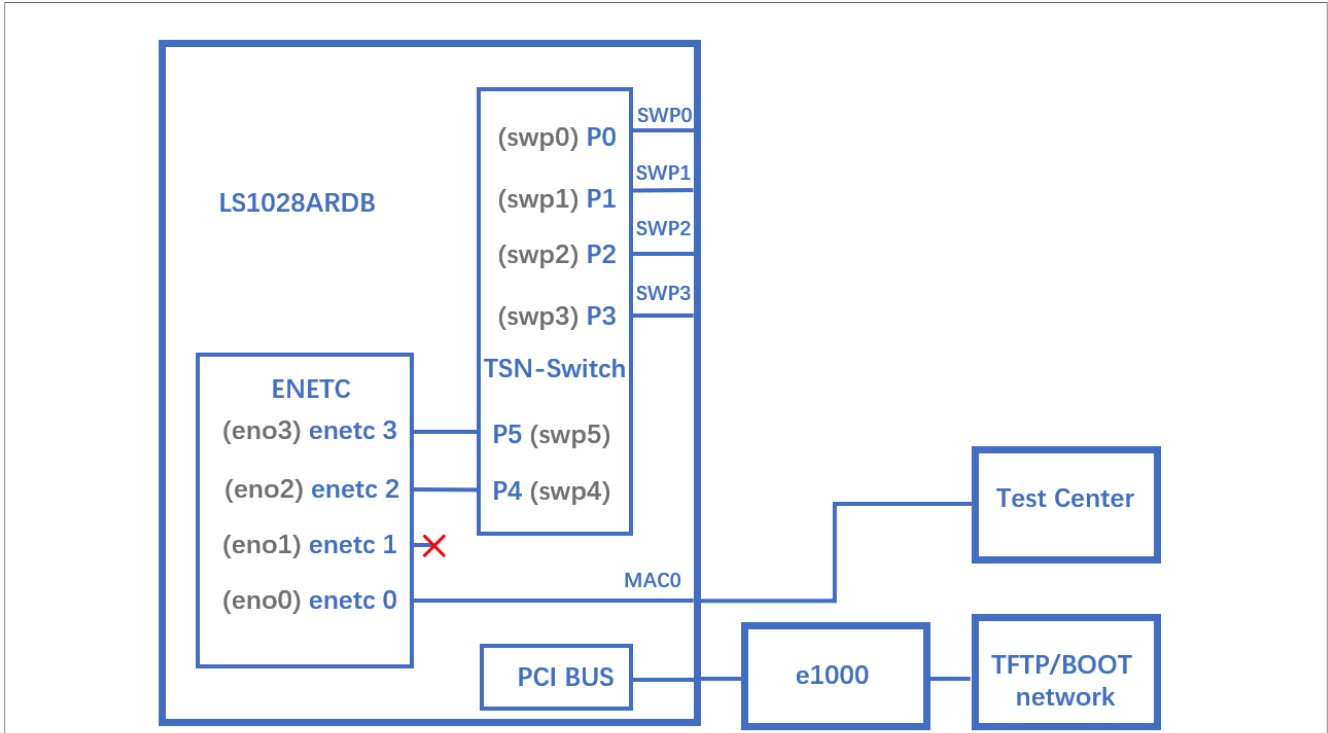 LS1028ARDB
(swp0) P0
SWP0
(swp1) P1
SWP1
(swp2) P2
SWP2
(swp3) P3
SWP3
TSN-Switch
P5 (swp5)
P4 (swp4)
ENETC
(eno3) enetc 3
(eno2) enetc 2
(eno1) enetc 1
(eno0) enetc 0
MAC0
PCI BUS
e1000
Test Center
TFTP/BOOT
network